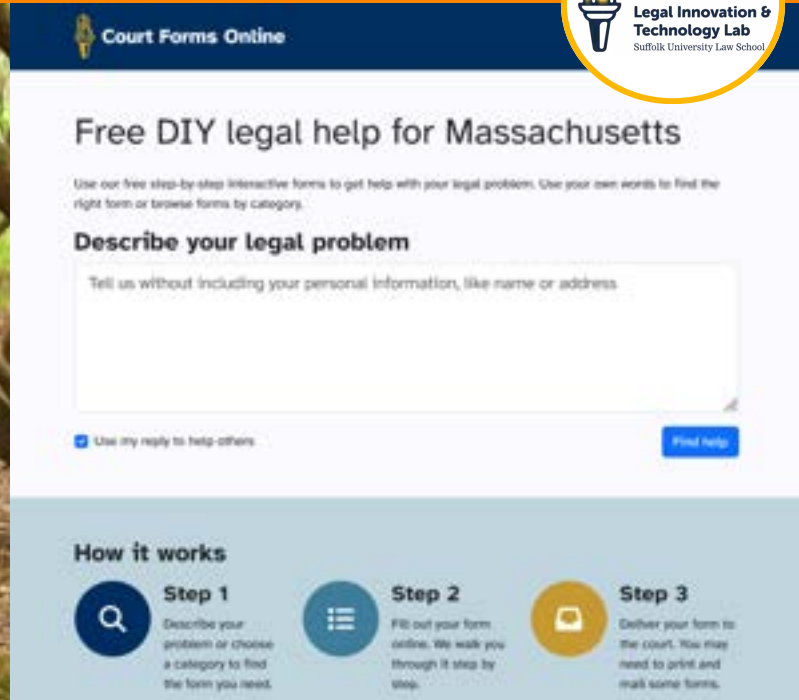 Legal Innovation &
Technology Lab
Suffolk University Law School
Court Forms Online
Free DIY legal help for Massachusetts
Use our free step-by-step interactive forms to get help with your legal problem. Use your own words to find the
right form or browse forms by category.
Describe your legal problem
Tell us without including your personal information, like name or address
Use my reply to help others
Find help
How it works
Step 1
Describe your
problem or choose
a category to find
the form you need.
Step 2
Fill out your form
online. We walk you
through it step by
step.
Step 3
Deliver your form to
the court. You may
need to print and
mail some forms.